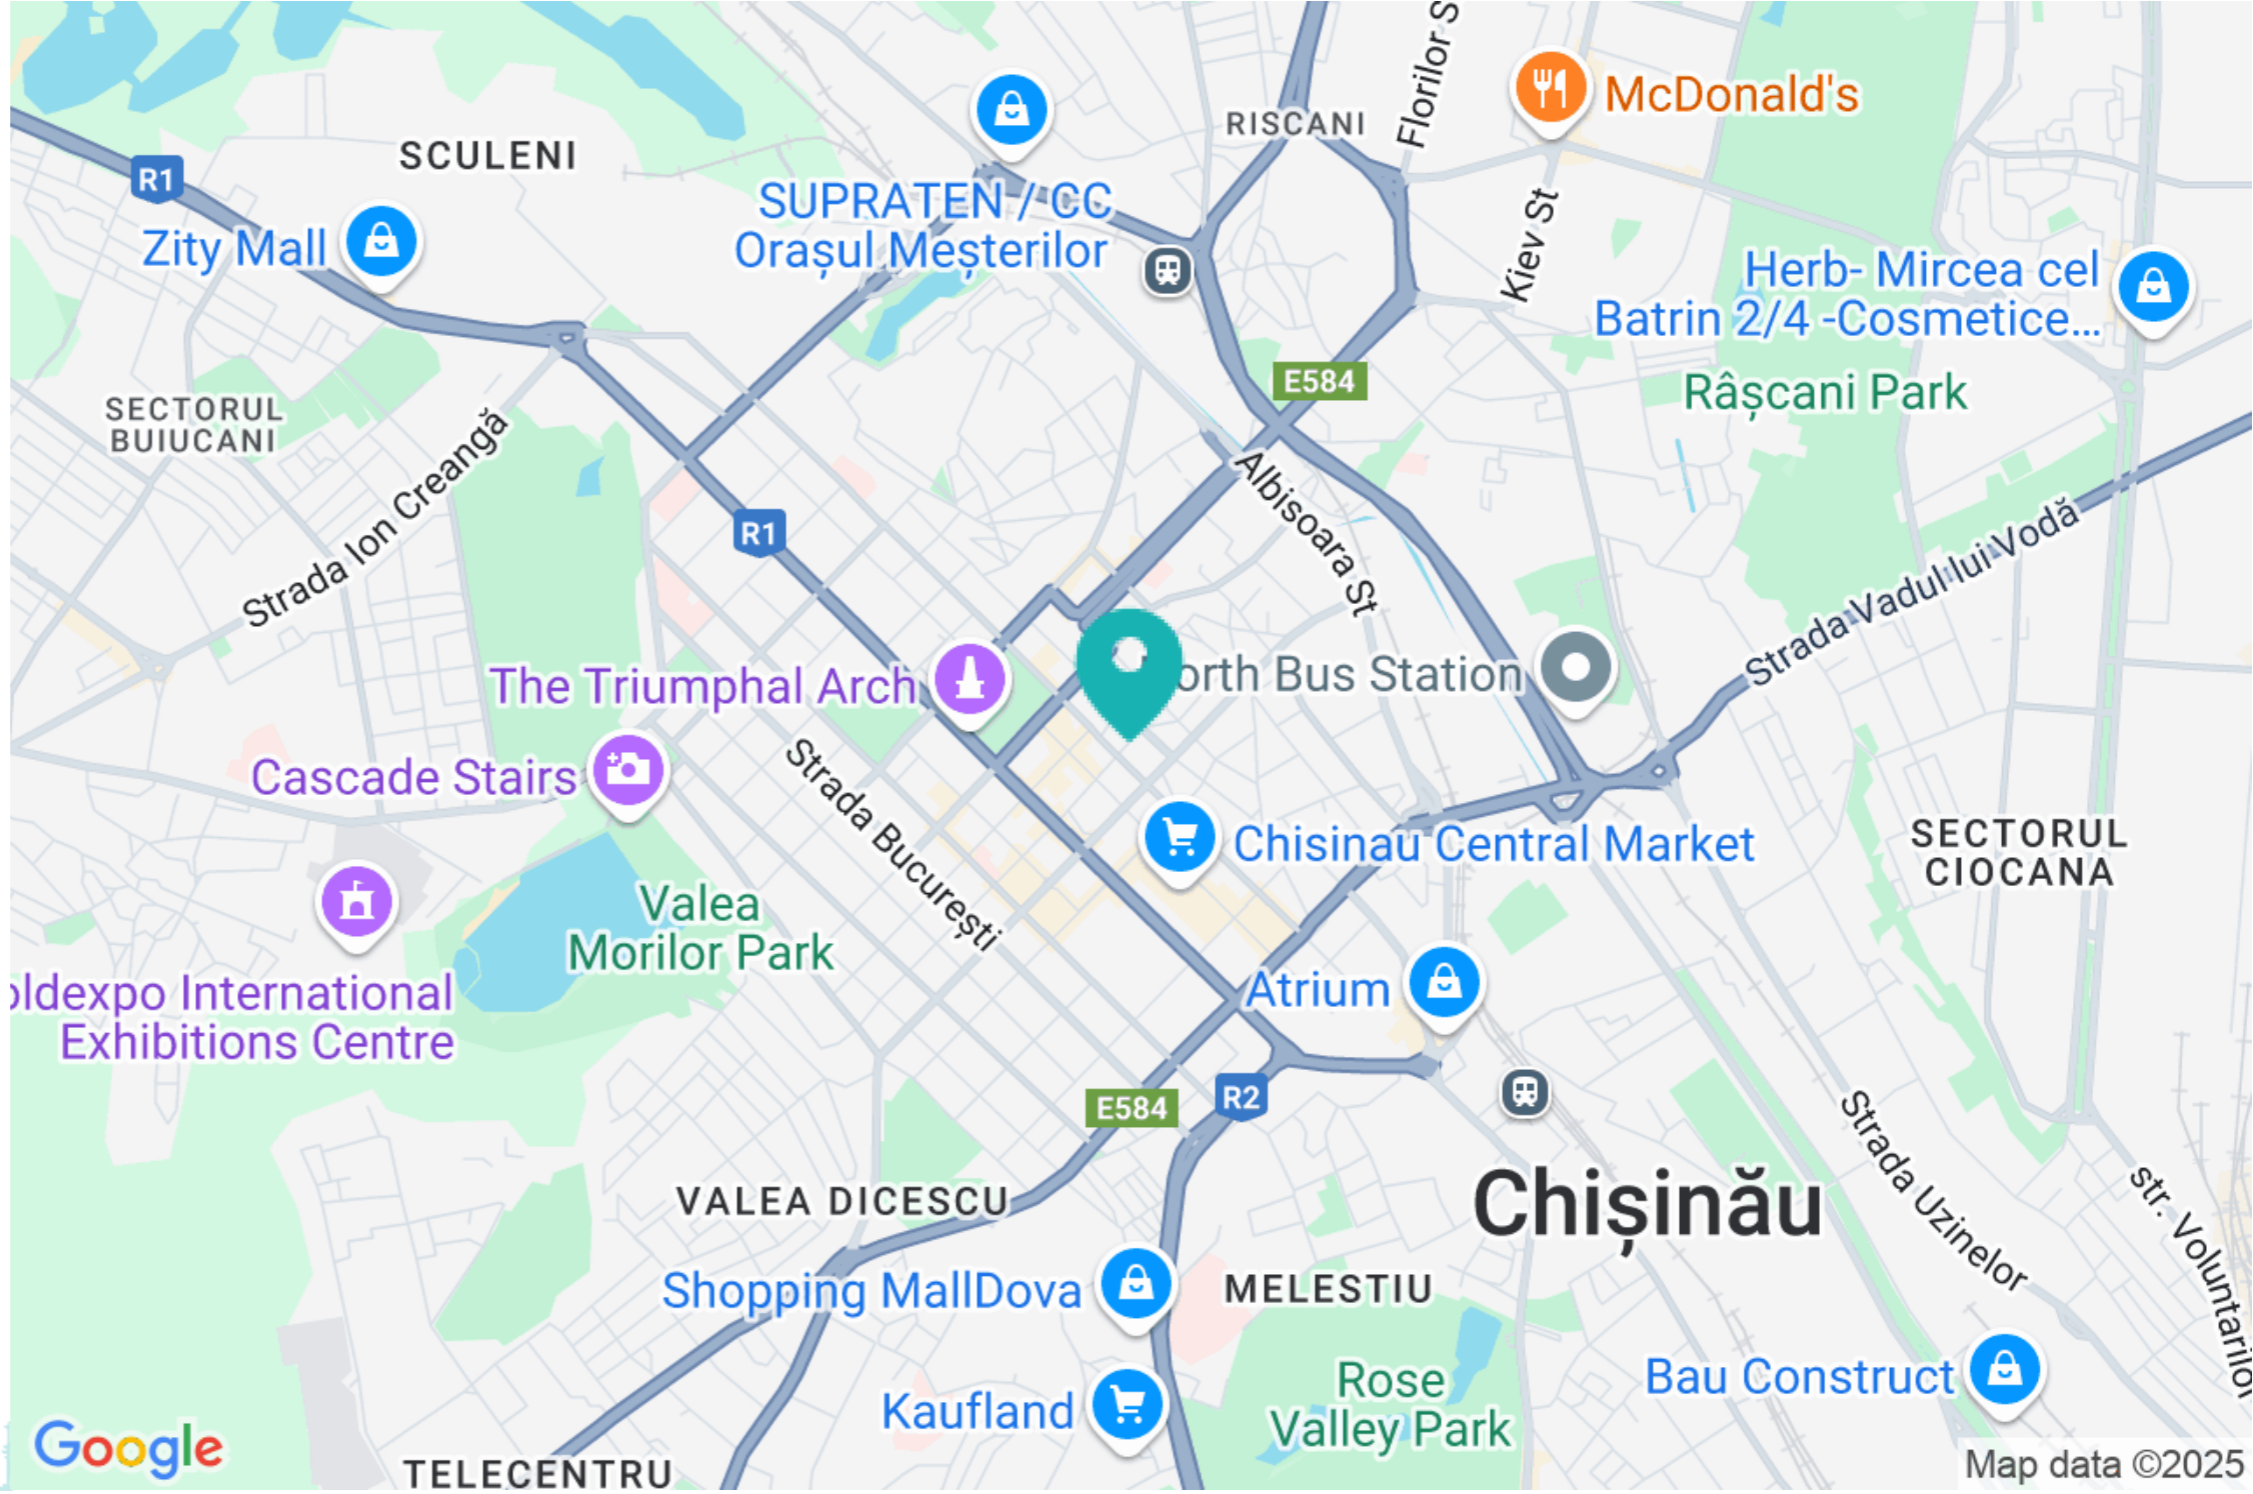 Florilor S
McDonald's
RISCANI
SCULENI
R1
SUPRATEN / CC
Orașul Meșterilor
Zity Mall
Kiev St
Herb- Mircea cel
Batrin 2/4 -Cosmetice...
E584
Râșcani Park
SECTORUL
BUIUCANI
Strada Ion Creangă
R1
Albisoara St
Strada Vadul lui Vodă
The Triumphal Arch
orth Bus Station
Cascade Stairs
Strada București
Chisinau Central Market
SECTORUL
CIOCANA
Valea
Morilor Park
oldexpo International
Exhibitions Centre
Atrium
E584
R2
Strada Uzinelor
VALEA DICESCU
Chișinău
str. Voluntarilor
Shopping MallDova
MELESTIU
Rose
Valley Park
Bau Construct
Kaufland
Google
TELECENTRU
Map data ©2025